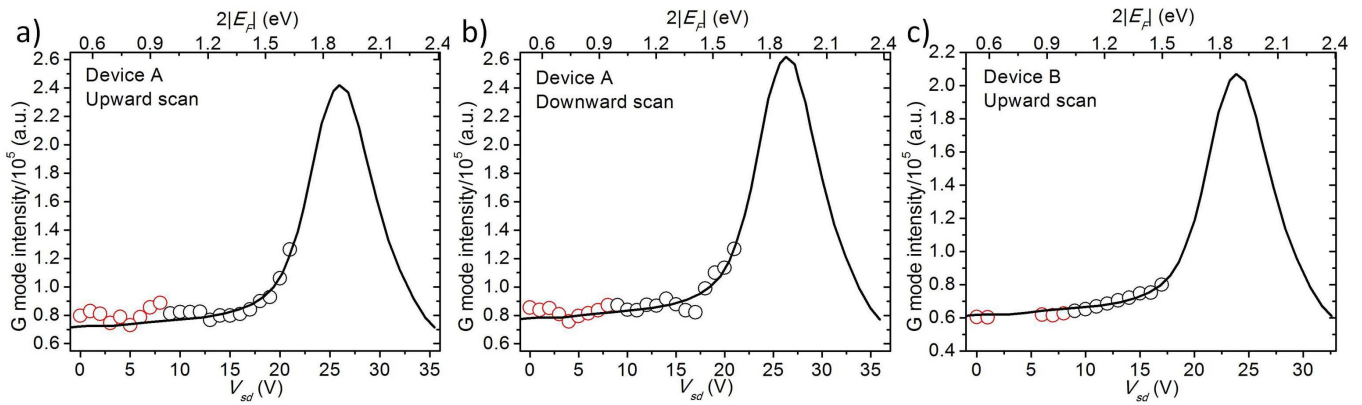 a)
2|E_F| (eV)
0.6 0.9 1.2 1.5 1.8 2.1 2.4
Device A
Upward scan
G mode intensity/10^5 (a.u.)
2.6
2.4
2.2
2.0
1.8
1.6
1.4
1.2
1.0
0.8
0.6
0 5 10 15 20 25 30 35
V_sd (V)
b)
2|E_F| (eV)
0.6 0.9 1.2 1.5 1.8 2.1 2.4
Device A
Downward scan
G mode intensity/10^5 (a.u.)
2.6
2.4
2.2
2.0
1.8
1.6
1.4
1.2
1.0
0.8
0.6
0 5 10 15 20 25 30 35
V_sd (V)
c)
2|E_F| (eV)
0.6 0.9 1.2 1.5 1.8 2.1 2.4
Device B
Upward scan
G mode intensity/10^5 (a.u.)
2.2
2.0
1.8
1.6
1.4
1.2
1.0
0.8
0.6
0.4
0 5 10 15 20 25 30
V_sd (V)